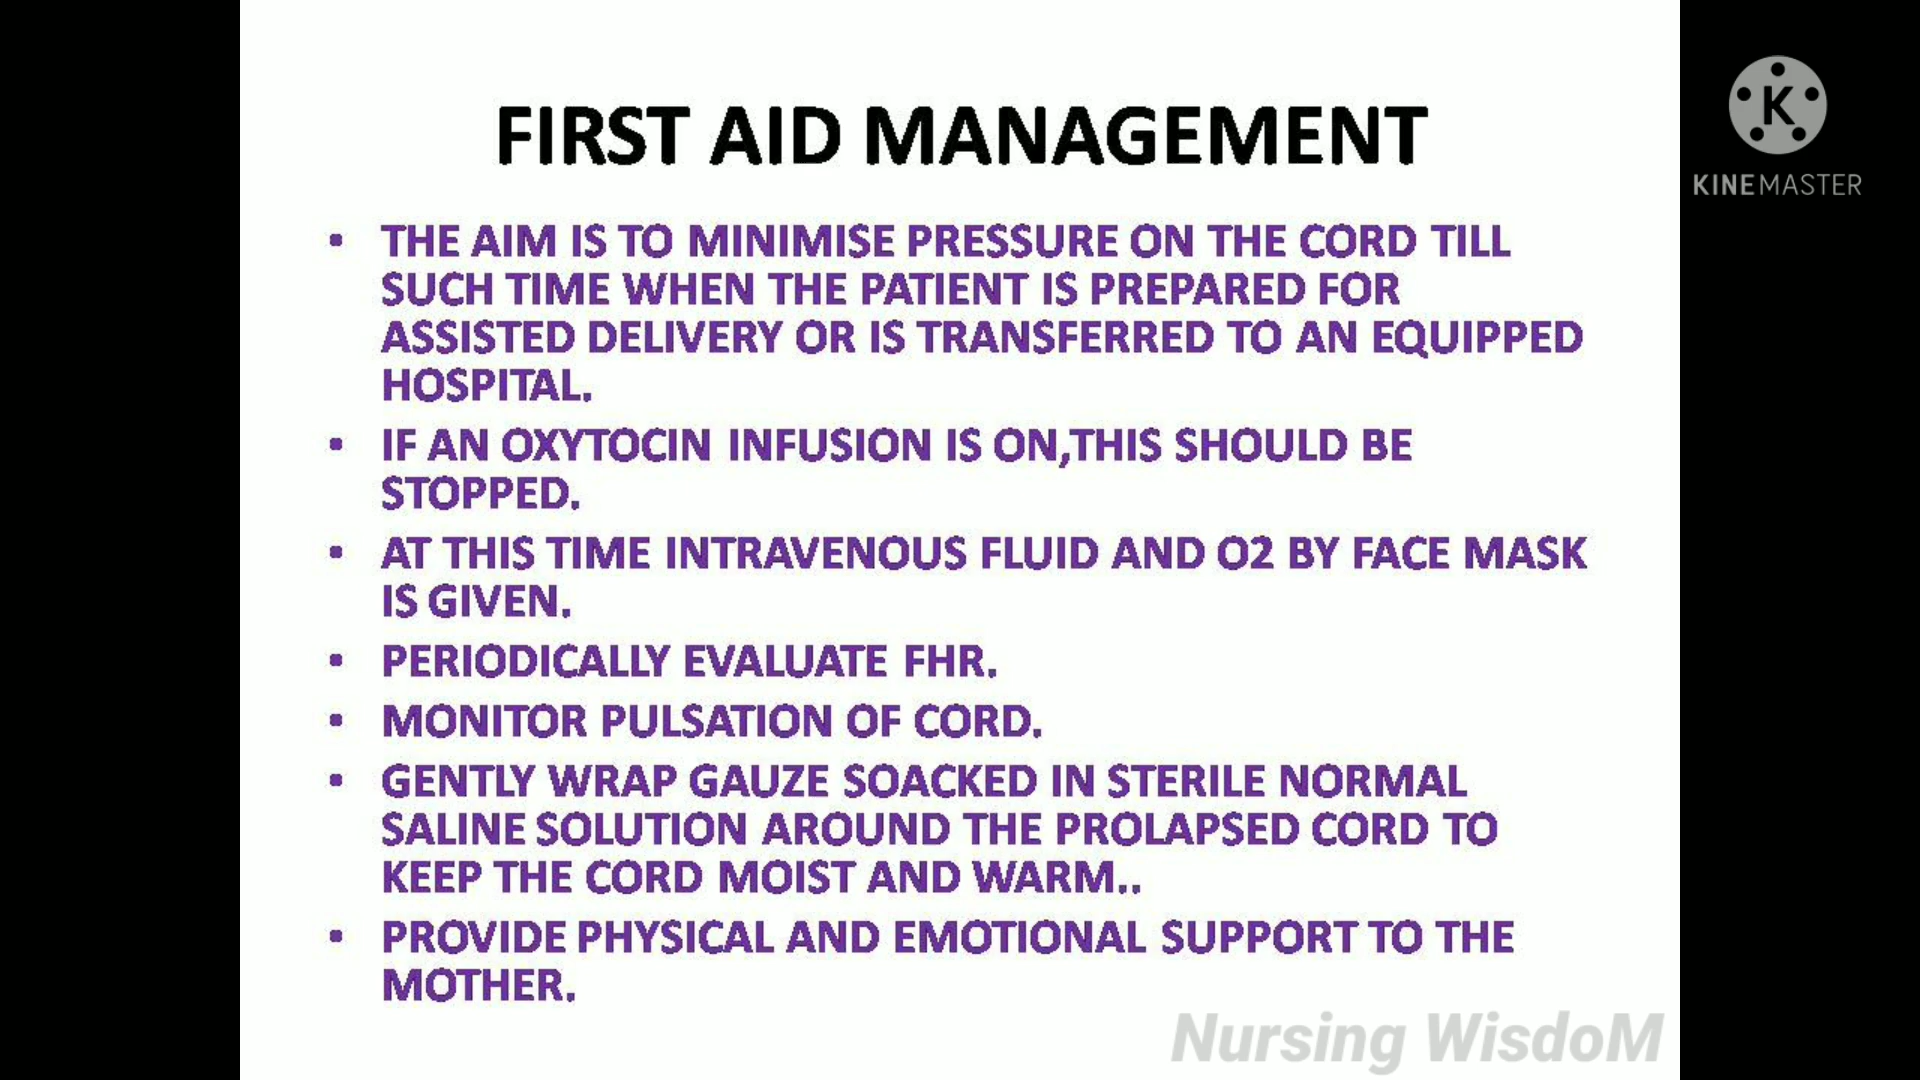 FIRST AID MANAGEMENT
K
KINEMASTER
• THE AIM IS TO MINIMISE PRESSURE ON THE CORD TILL
SUCH TIME WHEN THE PATIENT IS PREPARED FOR
ASSISTED DELIVERY OR IS TRANSFERRED TO AN EQUIPPED
HOSPITAL.
• IF AN OXYTOCIN INFUSION IS ON,THIS SHOULD BE
STOPPED.
• AT THIS TIME INTRAVENOUS FLUID AND O2 BY FACE MASK
IS GIVEN.
• PERIODICALLY EVALUATE FHR.
• MONITOR PULSATION OF CORD.
• GENTLY WRAP GAUZE SOACKED IN STERILE NORMAL
SALINE SOLUTION AROUND THE PROLAPSED CORD TO
KEEP THE CORD MOIST AND WARM..
• PROVIDE PHYSICAL AND EMOTIONAL SUPPORT TO THE
MOTHER.
Nursing WisdoM